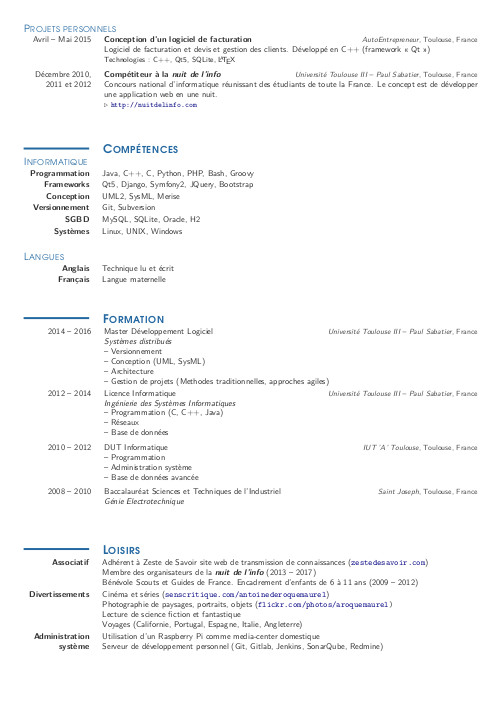 Projets personnels
Avril – Mai 2015 Conception d'un logiciel de facturation AutoEntrepreneur, Toulouse, France
Logiciel de facturation et devis et gestion des clients. Développé en C++ (framework « Qt »)
Technologies : C++, Qt5, SQLite, LaTeX
Décembre 2010, Compétiteur à la nuit de l'info Université Toulouse III – Paul Sabatier, Toulouse, France
2011 et 2012 Concours national d'informatique réunissant des étudiants de toute la France. Le concept est de développer
une application web en une nuit.
▷ http://nuitdelinfo.com
Compétences
Informatique
Programmation Java, C++, C, Python, PHP, Bash, Groovy
Frameworks Qt5, Django, Symfony2, JQuery, Bootstrap
Conception UML2, SysML, Merise
Versionnement Git, Subversion
SGBD MySQL, SQLite, Oracle, H2
Systèmes Linux, UNIX, Windows
Langues
Anglais Technique lu et écrit
Français Langue maternelle
Formation
2014 – 2016 Master Développement Logiciel Université Toulouse III – Paul Sabatier, France
Systèmes distribués
– Versionnement
– Conception (UML, SysML)
– Architecture
– Gestion de projets (Methodes traditionnelles, approches agiles)
2012 – 2014 Licence Informatique Université Toulouse III – Paul Sabatier, France
Ingénierie des Systèmes Informatiques
– Programmation (C, C++, Java)
– Réseaux
– Base de données
2010 – 2012 DUT Informatique IUT 'A' Toulouse, Toulouse, France
– Programmation
– Administration système
– Base de données avancée
2008 – 2010 Baccalauréat Sciences et Techniques de l'Industriel Saint Joseph, Toulouse, France
Génie Electrotechnique
Loisirs
Associatif Adhérent à Zeste de Savoir site web de transmission de connaissances (zestedesavoir.com)
Membre des organisateurs de la nuit de l'info (2013 – 2017)
Bénévole Scouts et Guides de France. Encadrement d'enfants de 6 à 11 ans (2009 – 2012)
Divertissements Cinéma et séries (senscritique.com/antoinederoquemaurel)
Photographie de paysages, portraits, objets (flickr.com/photos/aroquemaurel)
Lecture de science fiction et fantastique
Voyages (Californie, Portugal, Espagne, Italie, Angleterre)
Administration Utilisation d'un Raspberry Pi comme media-center domestique
système Serveur de développement personnel (Git, Gitlab, Jenkins, SonarQube, Redmine)